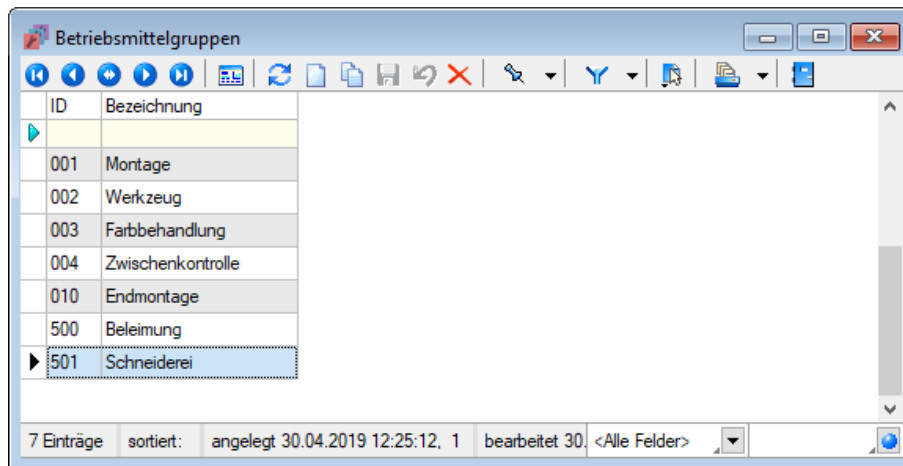 Betriebsmittelgruppen
ID Bezeichnung
001 Montage
002 Werkzeug
003 Farbbehandlung
004 Zwischenkontrolle
010 Endmontage
500 Beleimung
501 Schneiderei
7 Einträge sortiert: angelegt 30.04.2019 12:25:12, 1 bearbeitet 30. <Alle Felder>